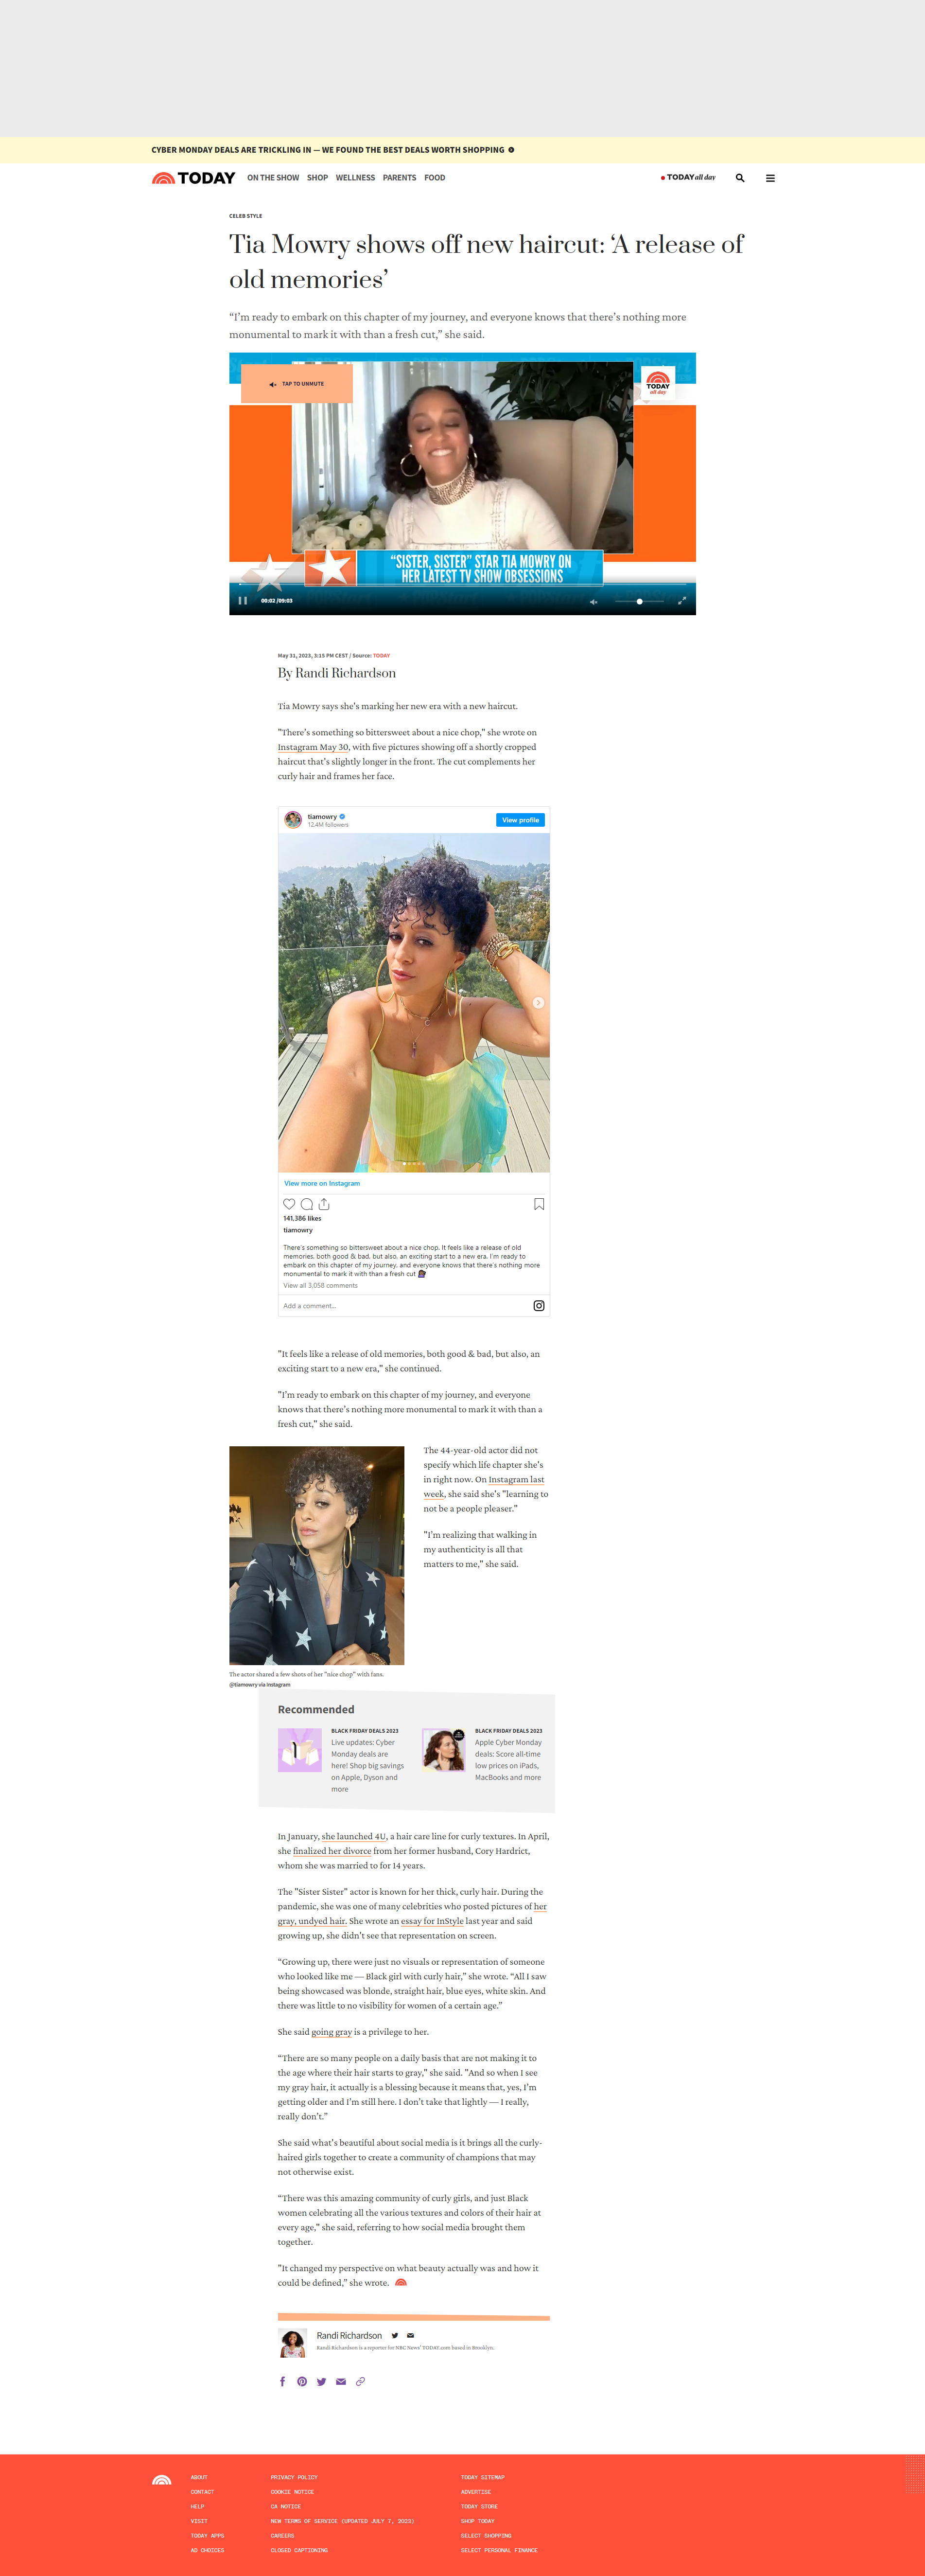 CYBER MONDAY DEALS ARE TRICKLING IN — WE FOUND THE BEST DEALS WORTH SHOPPING
TODAY
ON THE SHOW
SHOP
WELLNESS
PARENTS
FOOD
TODAY all day
CELEB STYLE
Tia Mowry shows off new haircut: ‘A release of
old memories’
“I’m ready to embark on this chapter of my journey, and everyone knows that there’s nothing more
monumental to mark it with than a fresh cut,” she said.
TAP TO UNMUTE
TODAY
all day
“SISTER, SISTER” STAR TIA MOWRY ON
HER LATEST TV SHOW OBSESSIONS
00:02 /09:03
May 31, 2023, 3:15 PM CEST / Source: TODAY
By Randi Richardson
Tia Mowry says she's marking her new era with a new haircut.
"There’s something so bittersweet about a nice chop," she wrote on
Instagram May 30, with five pictures showing off a shortly cropped
haircut that's slightly longer in the front. The cut complements her
curly hair and frames her face.
tiamowry
12.4M followers
View profile
View more on Instagram
141,386 likes
tiamowry
There’s something so bittersweet about a nice chop. It feels like a release of old
memories, both good & bad, but also, an exciting start to a new era. I’m ready to
embark on this chapter of my journey, and everyone knows that there’s nothing more
monumental to mark it with than a fresh cut
View all 3,058 comments
Add a comment...
"It feels like a release of old memories, both good & bad, but also, an
exciting start to a new era," she continued.
"I’m ready to embark on this chapter of my journey, and everyone
knows that there’s nothing more monumental to mark it with than a
fresh cut," she said.
The 44-year-old actor did not
specify which life chapter she's
in right now. On Instagram last
week, she said she's "learning to
not be a people pleaser."
"I’m realizing that walking in
my authenticity is all that
matters to me," she said.
The actor shared a few shots of her "nice chop" with fans.
@tiamowry via Instagram
Recommended
BLACK FRIDAY DEALS 2023
Live updates: Cyber
Monday deals are
here! Shop big savings
on Apple, Dyson and
more
BLACK FRIDAY DEALS 2023
Apple Cyber Monday
deals: Score all-time
low prices on iPads,
MacBooks and more
In January, she launched 4U, a hair care line for curly textures. In April,
she finalized her divorce from her former husband, Cory Hardrict,
whom she was married to for 14 years.
The "Sister Sister" actor is known for her thick, curly hair. During the
pandemic, she was one of many celebrities who posted pictures of her
gray, undyed hair. She wrote an essay for InStyle last year and said
growing up, she didn't see that representation on screen.
“Growing up, there were just no visuals or representation of someone
who looked like me — Black girl with curly hair,” she wrote. “All I saw
being showcased was blonde, straight hair, blue eyes, white skin. And
there was little to no visibility for women of a certain age.”
She said going gray is a privilege to her.
“There are so many people on a daily basis that are not making it to
the age where their hair starts to gray,” she said. "And so when I see
my gray hair, it actually is a blessing because it means that, yes, I’m
getting older and I’m still here. I don’t take that lightly — I really,
really don’t.”
She said what's beautiful about social media is it brings all the curly-
haired girls together to create a community of champions that may
not otherwise exist.
“There was this amazing community of curly girls, and just Black
women celebrating all the various textures and colors of their hair at
every age,” she said, referring to how social media brought them
together.
"It changed my perspective on what beauty actually was and how it
could be defined,” she wrote.
Randi Richardson
Randi Richardson is a reporter for NBC News' TODAY.com based in Brooklyn.
ABOUT
CONTACT
HELP
VISIT
TODAY APPS
AD CHOICES
PRIVACY POLICY
COOKIE NOTICE
CA NOTICE
NEW TERMS OF SERVICE (UPDATED JULY 7, 2023)
CAREERS
CLOSED CAPTIONING
TODAY SITEMAP
ADVERTISE
TODAY STORE
SHOP TODAY
SELECT SHOPPING
SELECT PERSONAL FINANCE